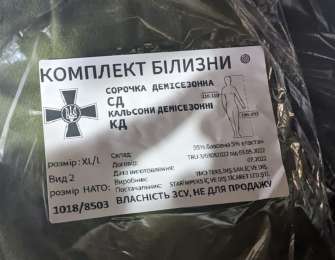 КОМПЛЕКТ БІЛИЗНИ
СОРОЧКА ДЕМІСЕЗОННА
СД
КАЛЬСОНИ ДЕМІСЕЗОННІ
КД
розмір : XL/L
Вид 2
розмір НАТО:
1018/8503
Склад: 95% бавовна 5% еластан
Дата виготовлення: 07.2022
Виробник:
Постачальник:
ВЛАСНІСТЬ ЗСУ, НЕ ДЛЯ ПРОДАЖУ